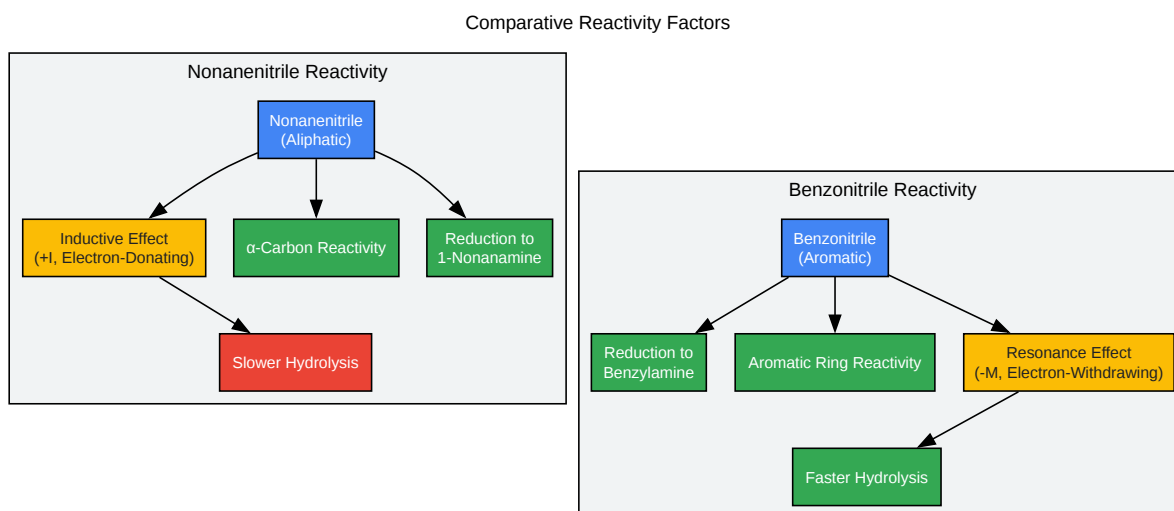 Comparative Reactivity Factors
Nonanenitrile Reactivity
Nonanenitrile
(Aliphatic)
Inductive Effect
(+I, Electron-Donating)
α-Carbon Reactivity
Reduction to
1-Nonanamine
Slower Hydrolysis
Benzonitrile Reactivity
Benzonitrile
(Aromatic)
Reduction to
Benzylamine
Aromatic Ring Reactivity
Resonance Effect
(-M, Electron-Withdrawing)
Faster Hydrolysis